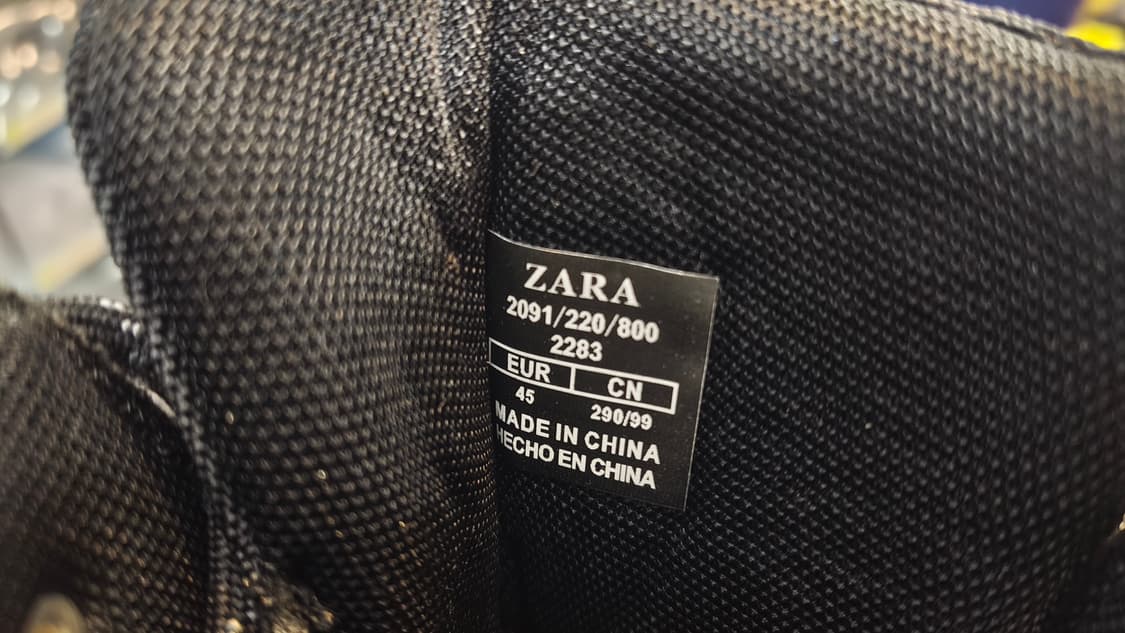 ZARA
2091/220/800
2283
EUR CN
45 290/99
MADE IN CHINA
HECHO EN CHINA